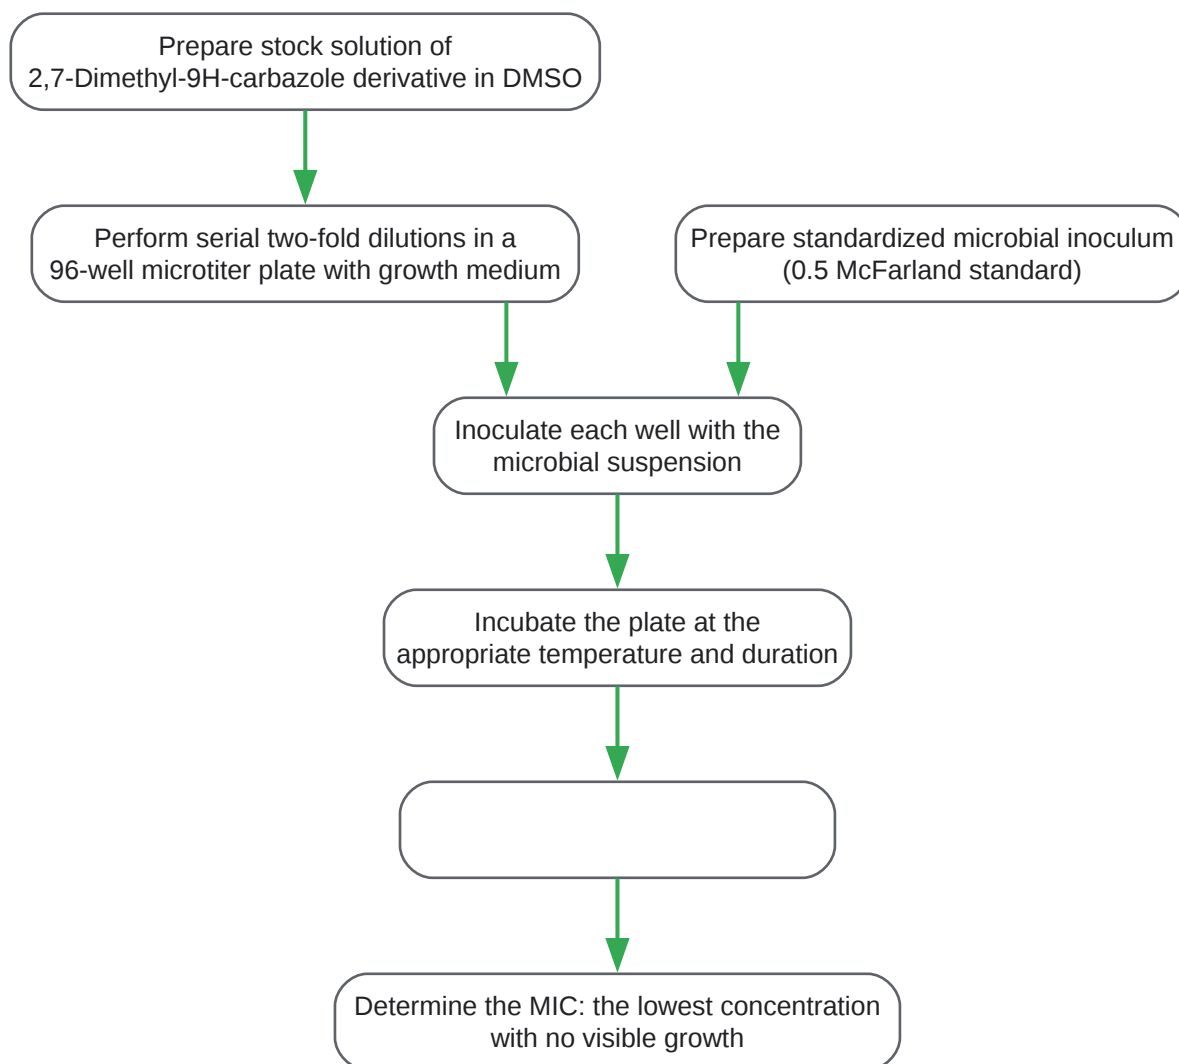 Prepare stock solution of
2,7-Dimethyl-9H-carbazole derivative in DMSO
Perform serial two-fold dilutions in a
96-well microtiter plate with growth medium
Prepare standardized microbial inoculum
(0.5 McFarland standard)
Inoculate each well with the
microbial suspension
Incubate the plate at the
appropriate temperature and duration
Determine the MIC: the lowest concentration
with no visible growth